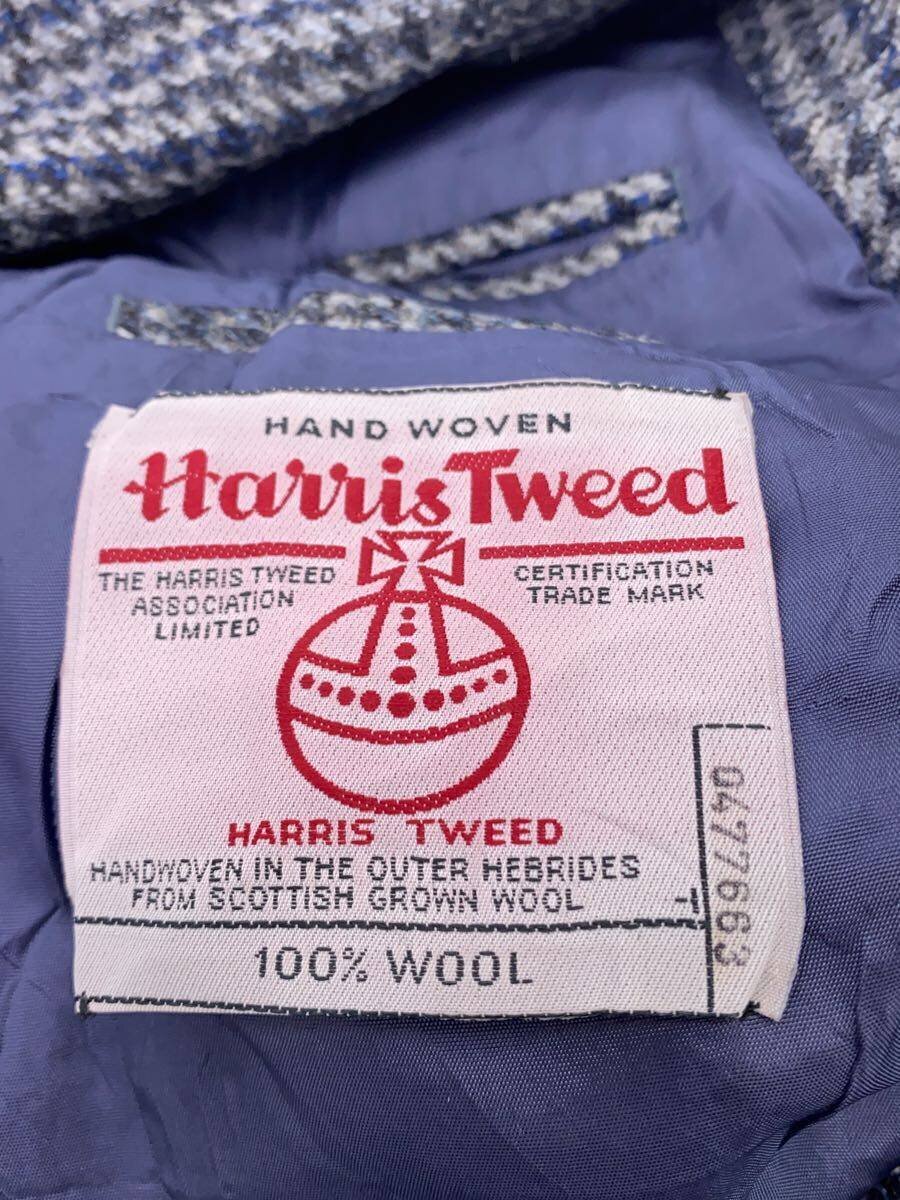 HAND WOVEN
Harris Tweed
THE HARRIS TWEED
ASSOCIATION
LIMITED
CERTIFICATION
TRADE MARK
HARRIS TWEED
HANDWOVEN IN THE OUTER HEBRIDES
FROM SCOTTISH GROWN WOOL
100% WOOL
0477663